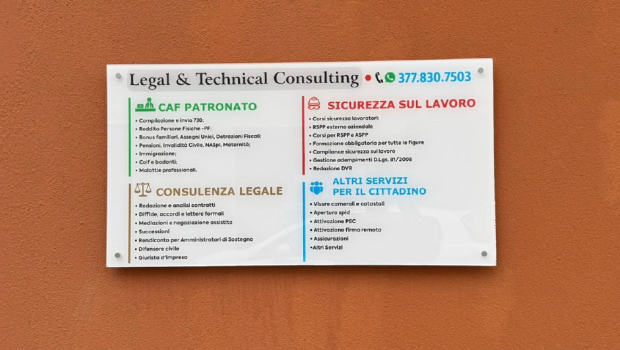 Legal & Technical Consulting • 377.830.7503
CAF PATRONATO
• Compilazione e invio 730;
• Reddito Persone Fisiche -PF;
• Bonus familiari, Assegni Unici, Detrazioni Fiscali
• Pensioni, Invalidità Civile, NASpI, Maternità;
• Immigrazione;
• Colf e badanti;
• Malattie professionali.
SICUREZZA SUL LAVORO
• Corsi sicurezza lavoratori;
• RSPP esterno aziendale
• Corsi per RSPP e ASPP
• Formazione obbligatoria per tutte le figure
• Compliance sicurezza sul lavoro
• Gestione adempimenti D.Lgs. 81/2008
• Redazione DVR
CONSULENZA LEGALE
• Redazione e analisi contratti
• Diffide, accordi e lettere formali
• Mediazioni e negoziazione assistita
• Successioni
• Rendiconto per Amministratori di Sostegno
• Difensore civile
• Giurista d'impresa
ALTRI SERVIZI
PER IL CITTADINO
• Visure camerali e catastali
• Apertura spid
• Attivazione PEC
• Attivazione firma remota
• Assicurazioni
•Altri Servizi